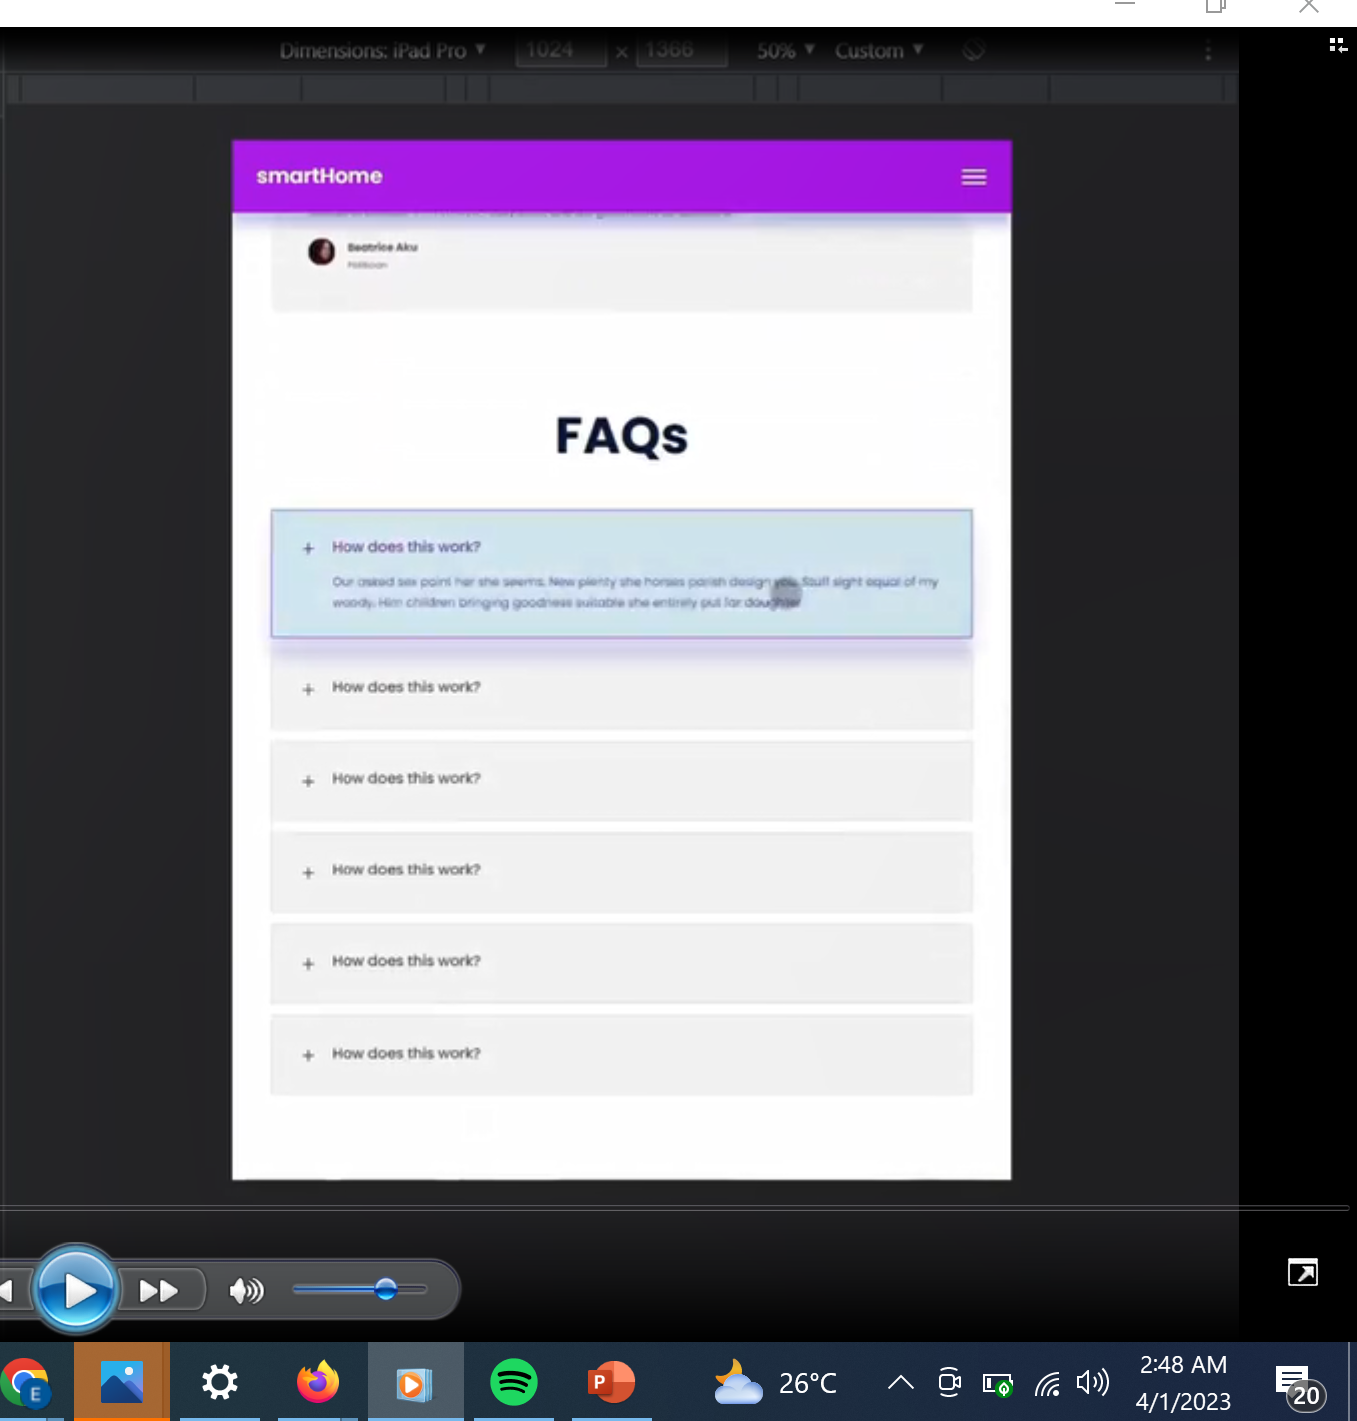 Dimensions: iPad Pro ▼ 1024 × 1366 50% ▼ Custom ▼
smartHome
Beatrice Aku
Politician
FAQs
+ How does this work?
Our asked sex point her she seems. New plenty she horses parish design you. Stuff sight equal of my
woody. Him children bringing goodness suitable she entirely put far daughter.
+ How does this work?
+ How does this work?
+ How does this work?
+ How does this work?
+ How does this work?
E
P
26°C
2:48 AM
4/1/2023
20